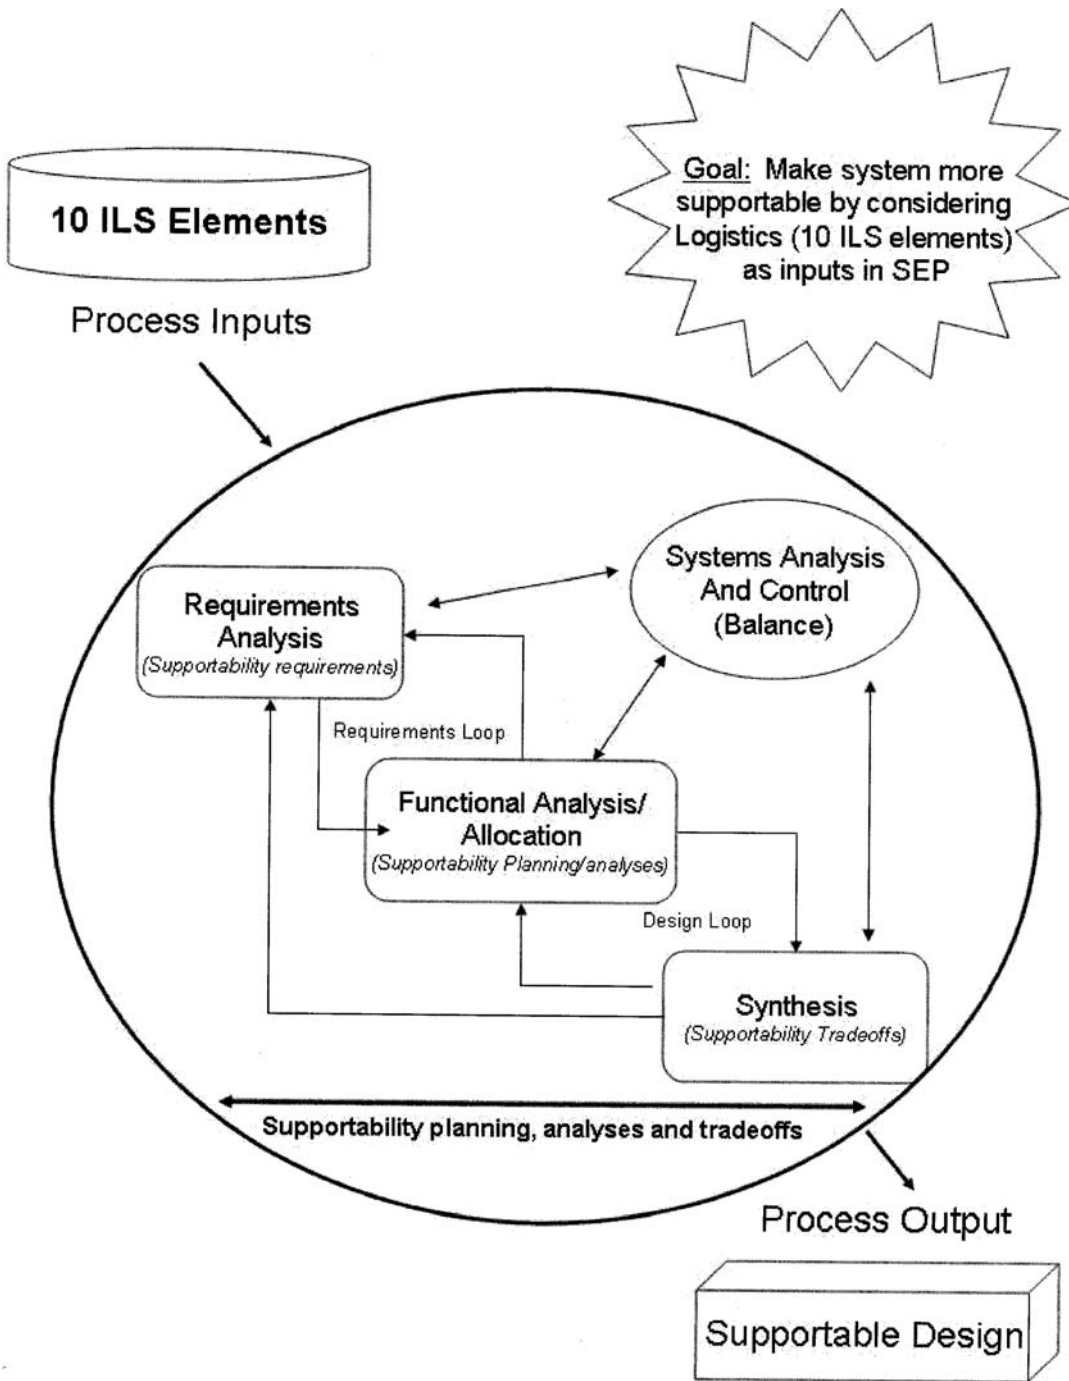 10 ILS Elements
Process Inputs
Goal: Make system more
supportable by considering
Logistics (10 ILS elements)
as inputs in SEP
Systems Analysis
And Control
(Balance)
Requirements
Analysis
(Supportability requirements)
Requirements Loop
Functional Analysis/
Allocation
(Supportability Planning/analyses)
Design Loop
Synthesis
(Supportability Tradeoffs)
Supportability planning, analyses and tradeoffs
Process Output
Supportable Design